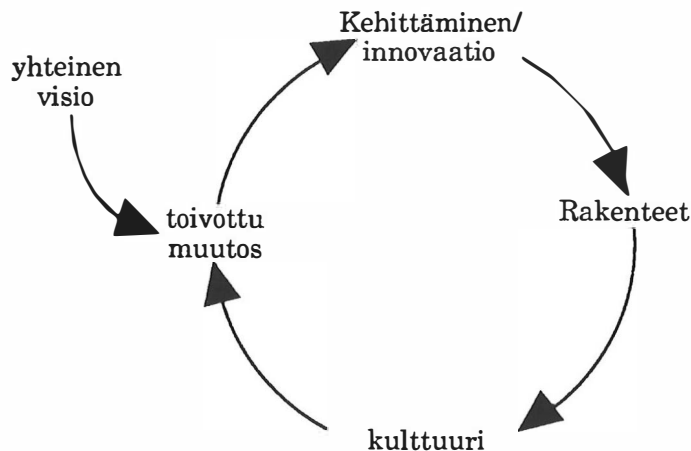 Kehittäminen/
innovaatio
yhteinen
visio
toivottu
muutos
Rakenteet
kulttuuri